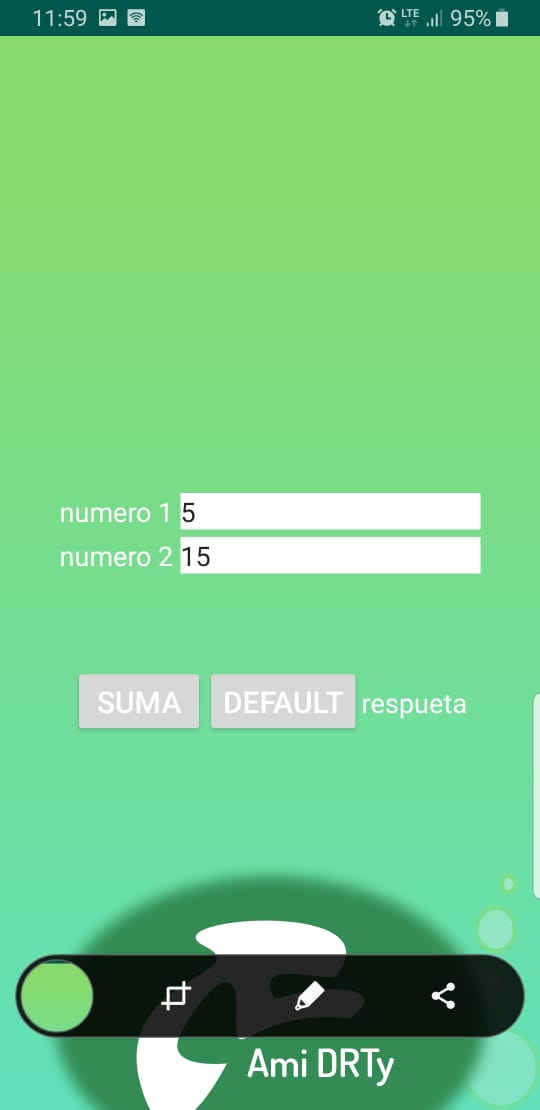 11:59 LTE 95%
numero 1 5
numero 2 15
SUMA DEFAULT respueta
Ami DRTy